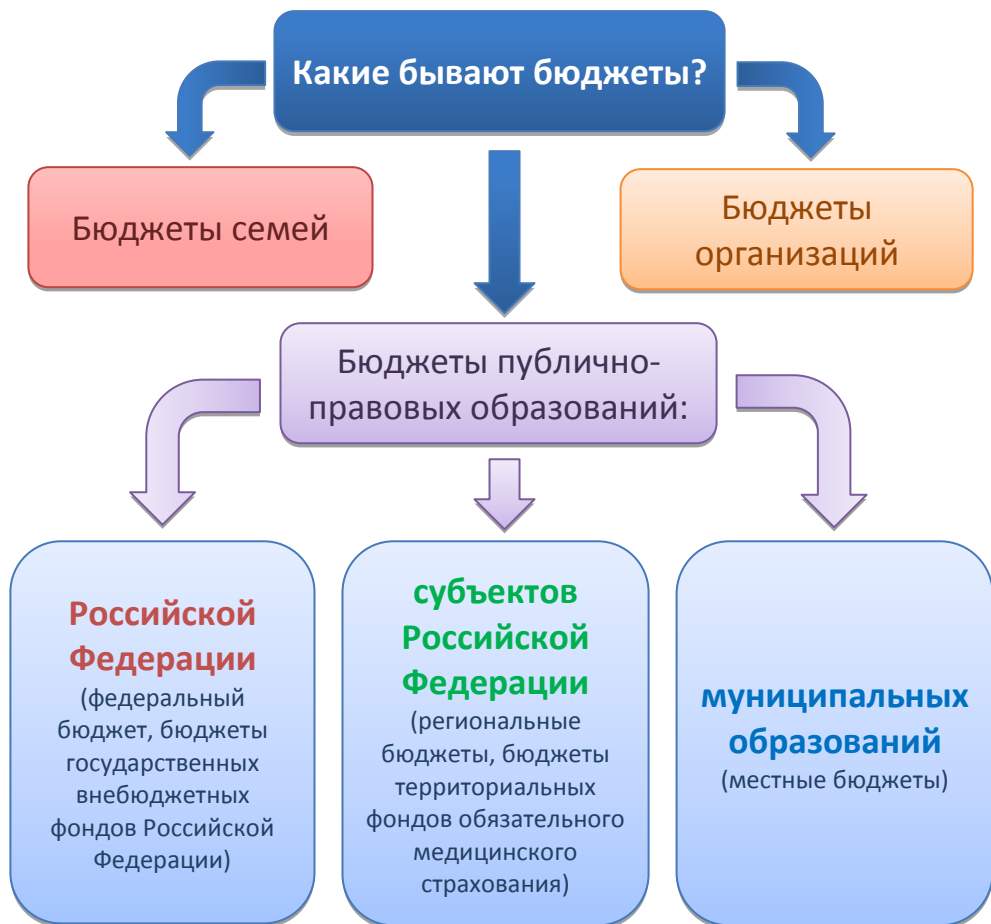 Какие бывают бюджеты?
Бюджеты семей
Бюджеты
организаций
Бюджеты публично-
правовых образований:
Российской
Федерации
(федеральный
бюджет, бюджеты
государственных
внебюджетных
фондов Российской
Федерации)
субъектов
Российской
Федерации
(региональные
бюджеты, бюджеты
территориальных
фондов обязательного
медицинского
страхования)
муниципальных
образований
(местные бюджеты)